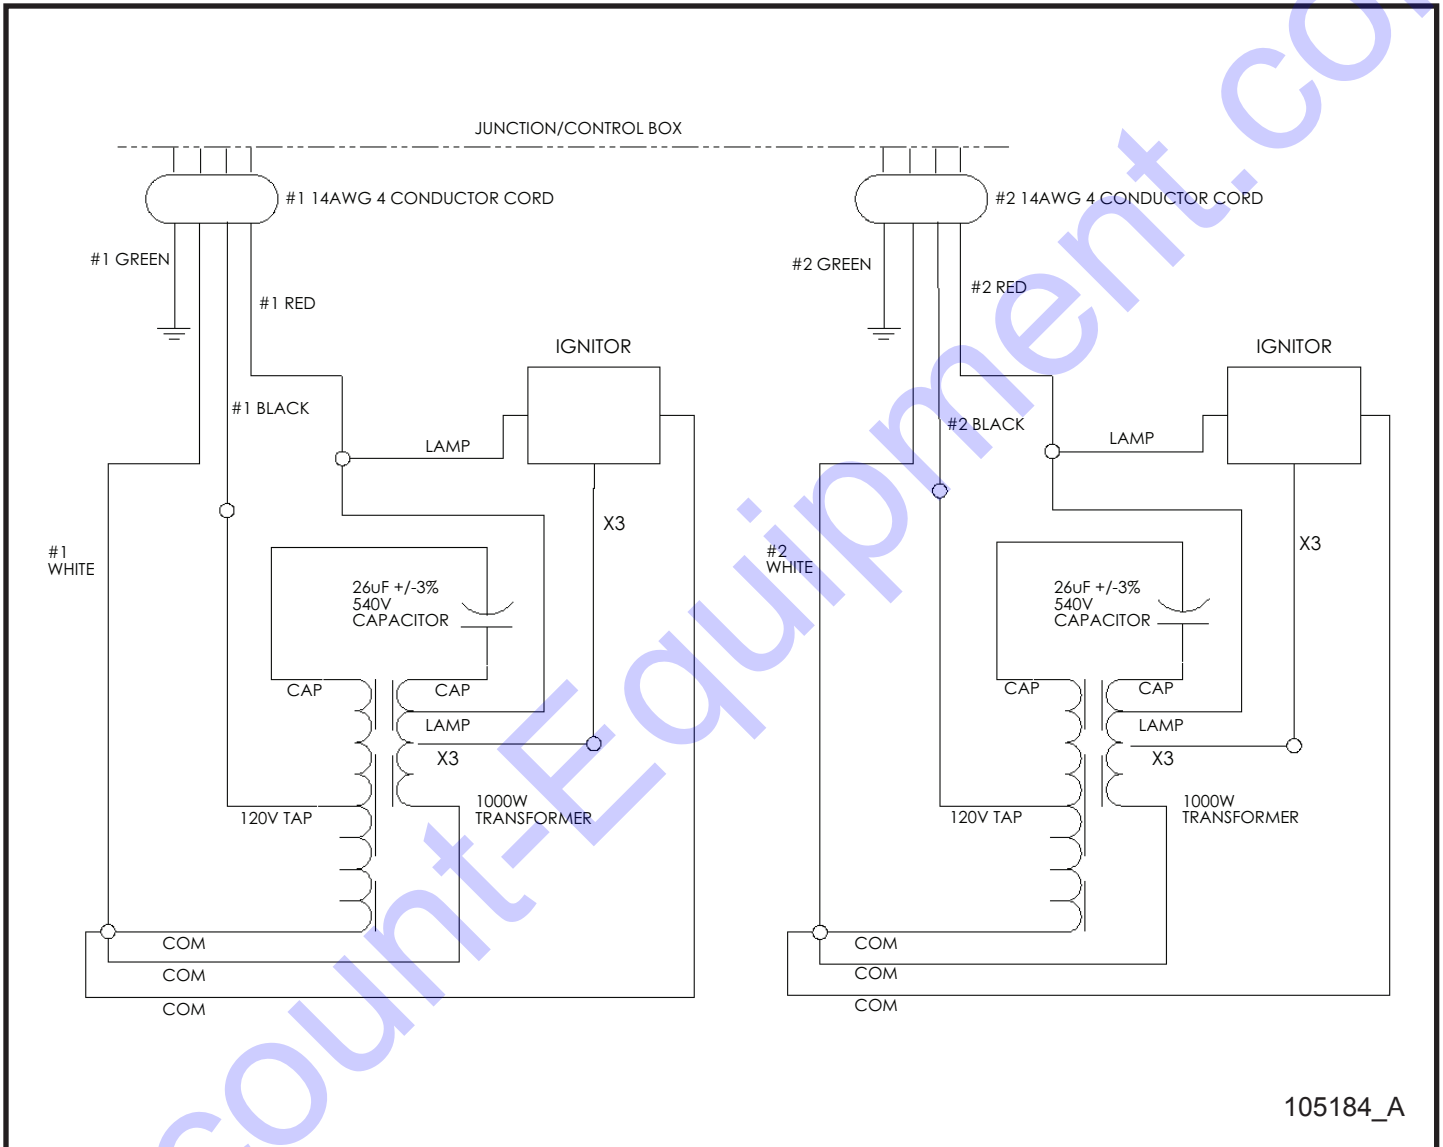 JUNCTION/CONTROL BOX
#1 14AWG 4 CONDUCTOR CORD
#2 14AWG 4 CONDUCTOR CORD
#1 GREEN
#2 GREEN
#1 RED
#2 RED
IGNITOR
IGNITOR
#1 BLACK
#2 BLACK
LAMP
LAMP
X3
X3
#1
WHITE
#2
WHITE
26uF +/-3%
540V
CAPACITOR
26uF +/-3%
540V
CAPACITOR
CAP
CAP
CAP
CAP
LAMP
LAMP
X3
X3
1000W
TRANSFORMER
1000W
TRANSFORMER
120V TAP
120V TAP
COM
COM
COM
COM
COM
COM
105184_A
count-Equipment.co